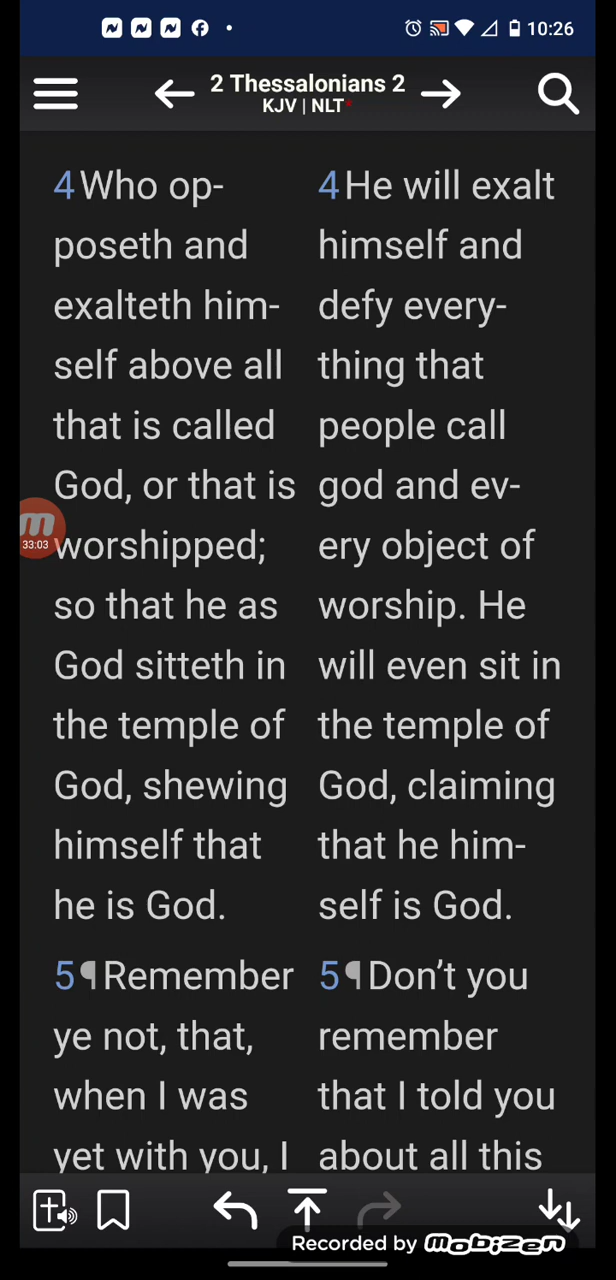 10:26
2 Thessalonians 2
KJV | NLT*
4 Who op-
poseth and
exalteth him-
self above all
that is called
God, or that is
worshipped;
so that he as
God sitteth in
the temple of
God, shewing
himself that
he is God.
5 ¶ Remember
ye not, that,
when I was
yet with you, I
4 He will exalt
himself and
defy every-
thing that
people call
god and ev-
ery object of
worship. He
will even sit in
the temple of
God, claiming
that he him-
self is God.
5 ¶ Don’t you
remember
that I told you
about all this
m
33:03
Recorded by mobizen